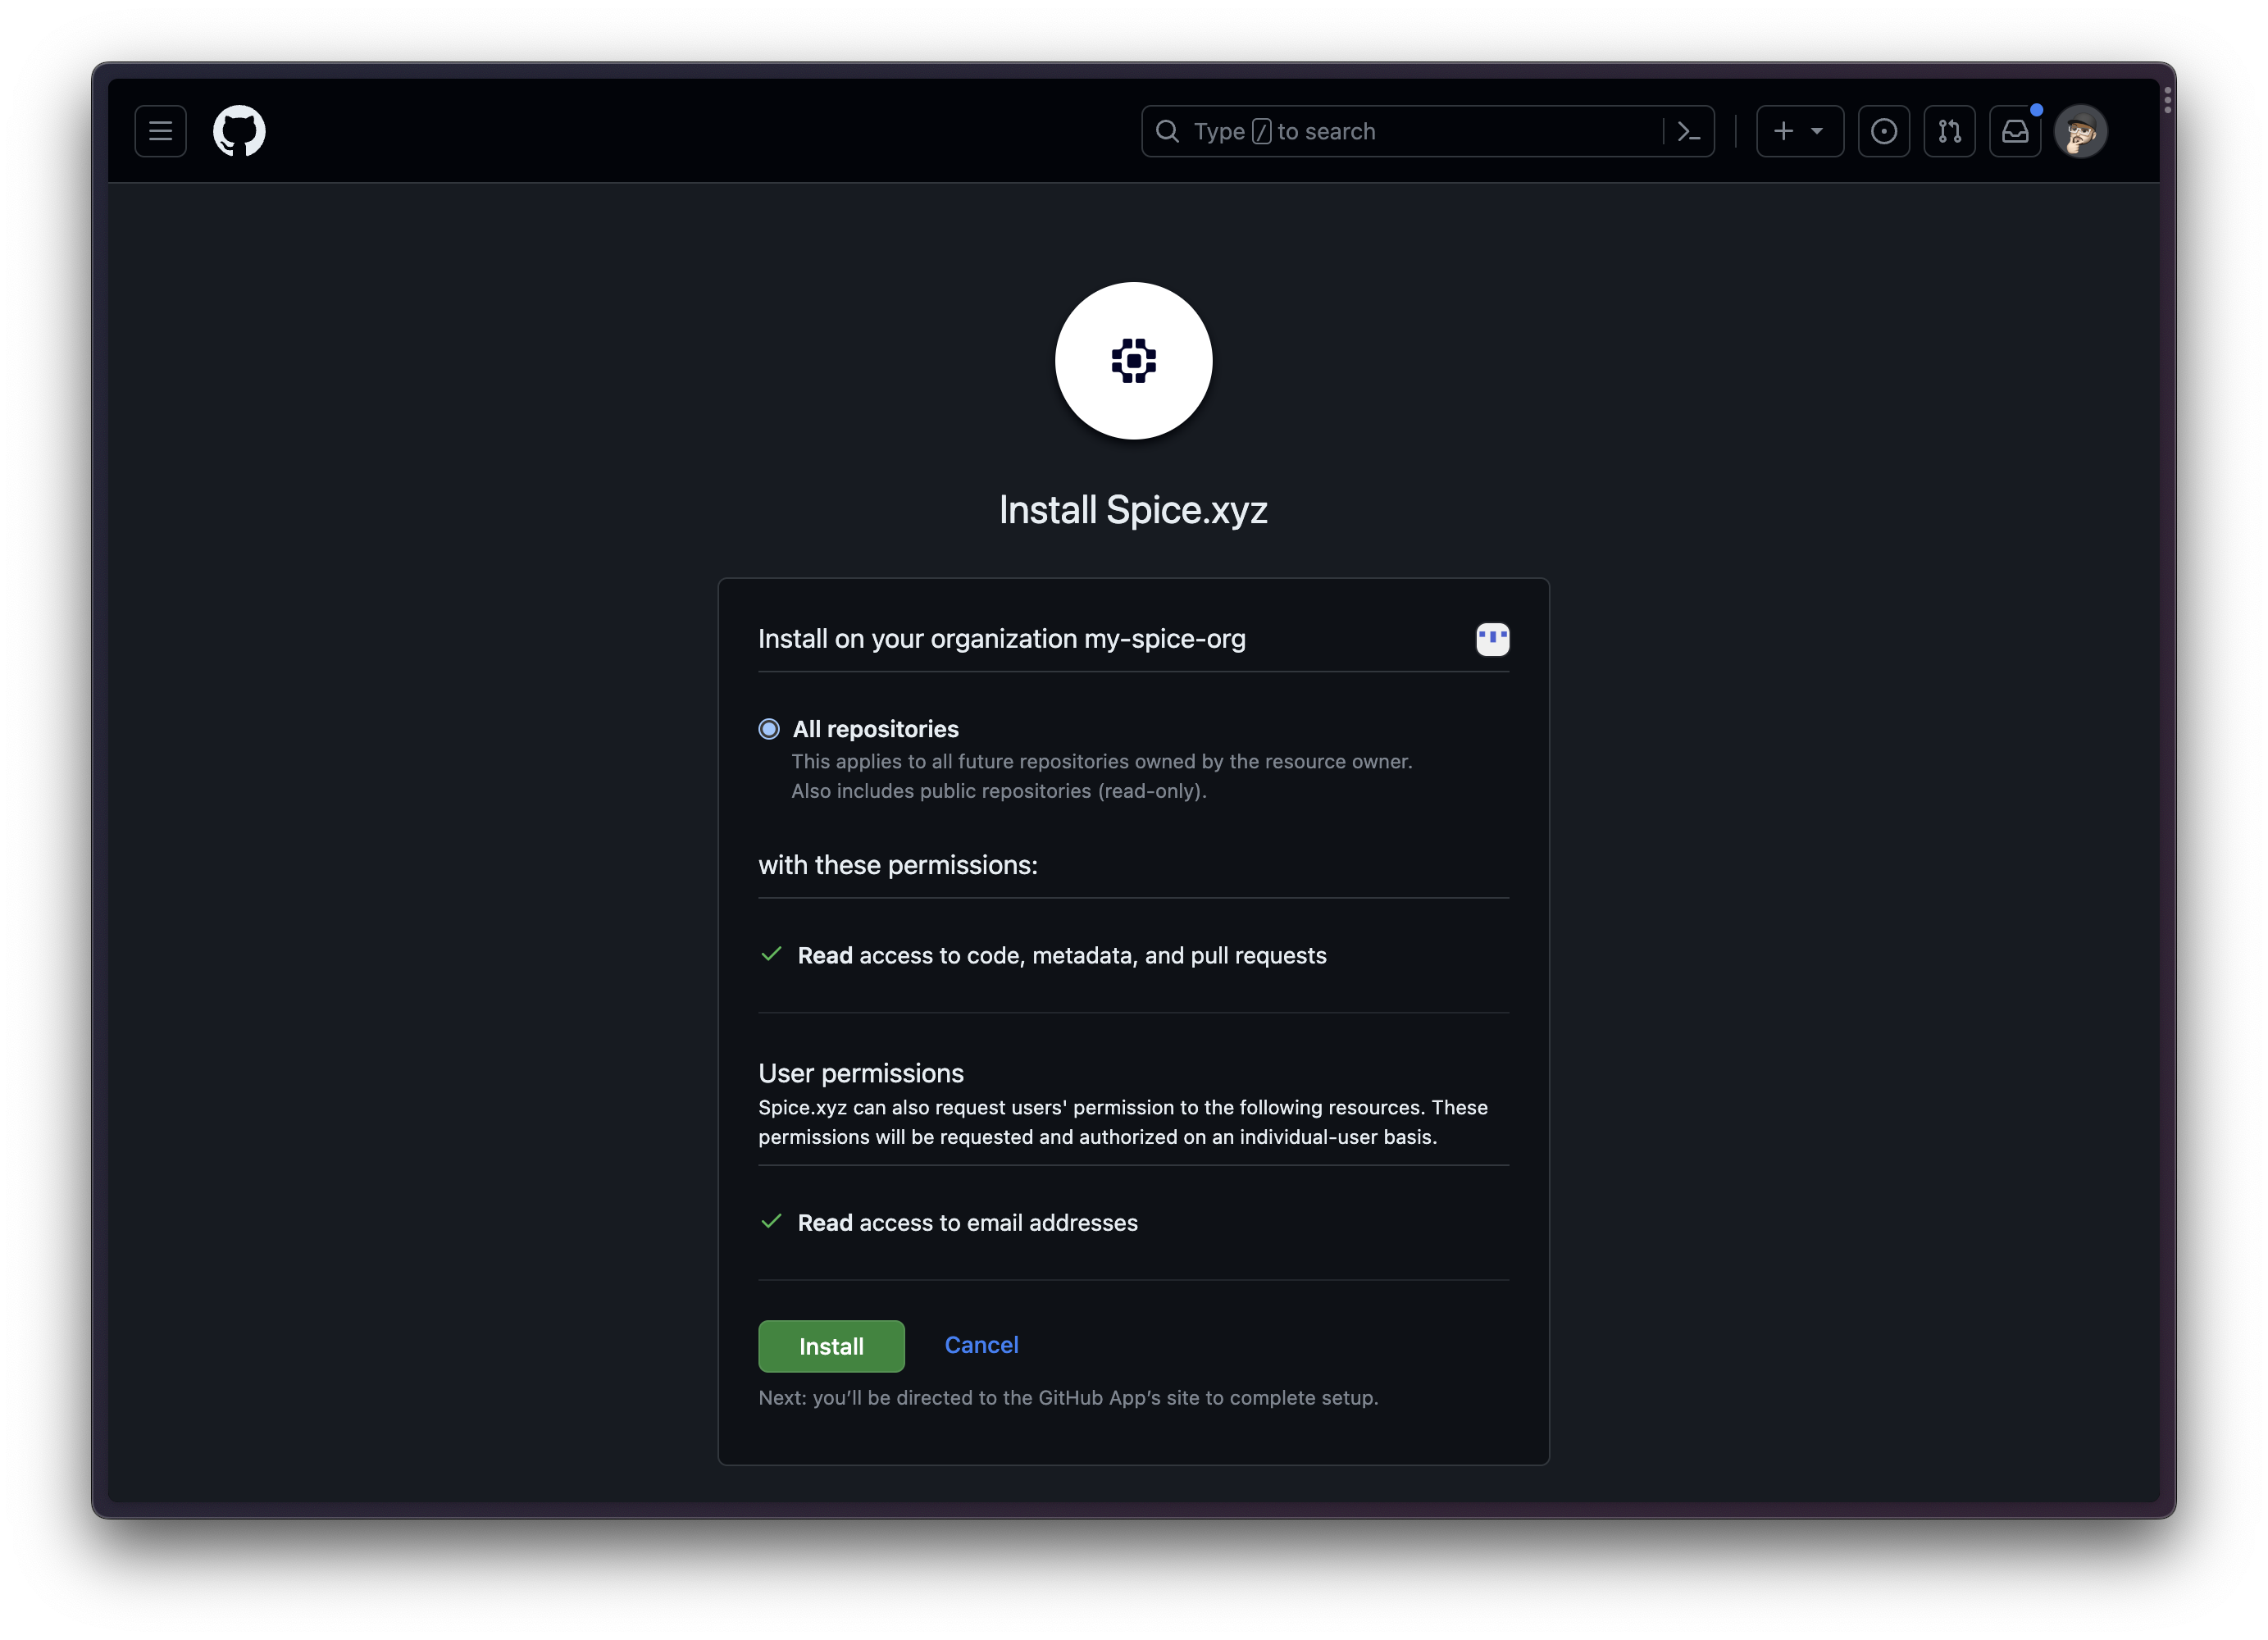 Type / to search
Install Spice.xyz
Install on your organization my-spice-org
All repositories
This applies to all future repositories owned by the resource owner.
Also includes public repositories (read-only).
with these permissions:
Read access to code, metadata, and pull requests
User permissions
Spice.xyz can also request users' permission to the following resources. These
permissions will be requested and authorized on an individual-user basis.
Read access to email addresses
Install Cancel
Next: you’ll be directed to the GitHub App’s site to complete setup.